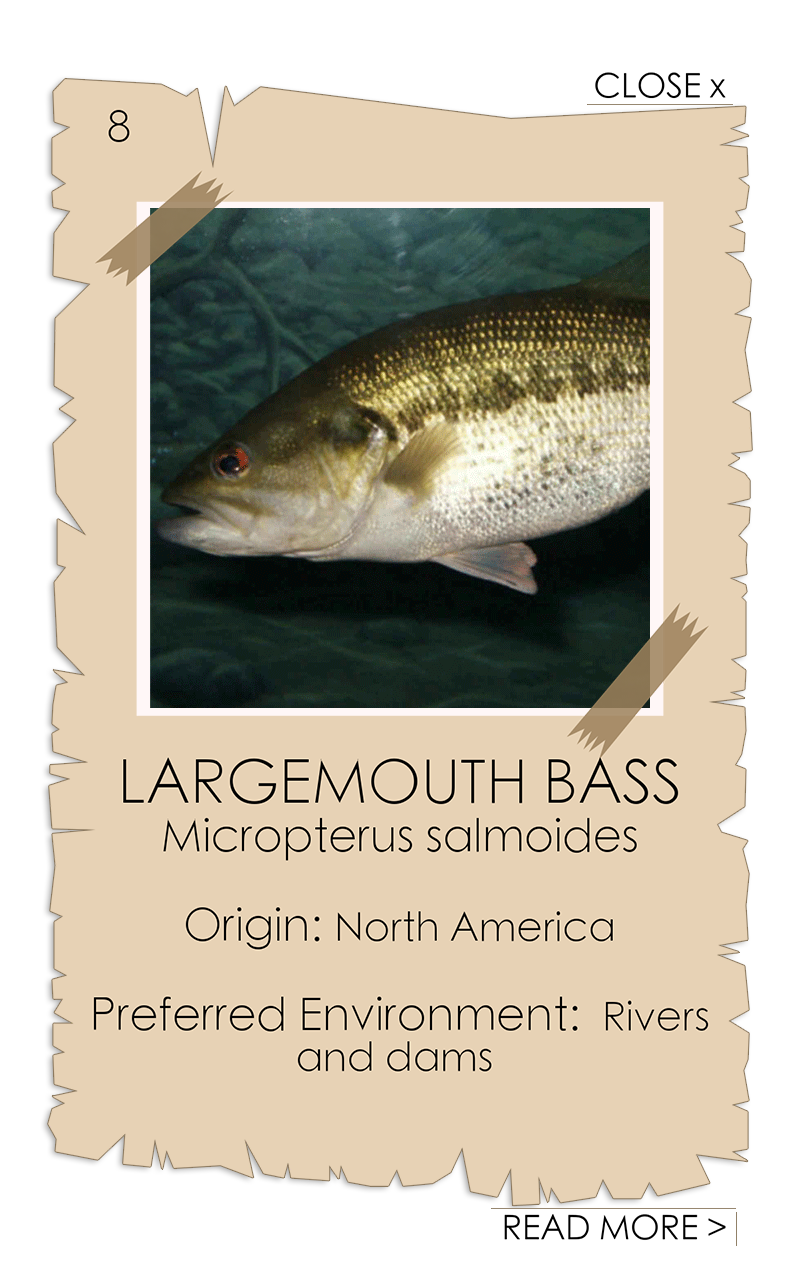 CLOSE x
8
LARGEMOUTH BASS
Micropterus salmoides
Origin: North America
Preferred Environment: Rivers
and dams
READ MORE >